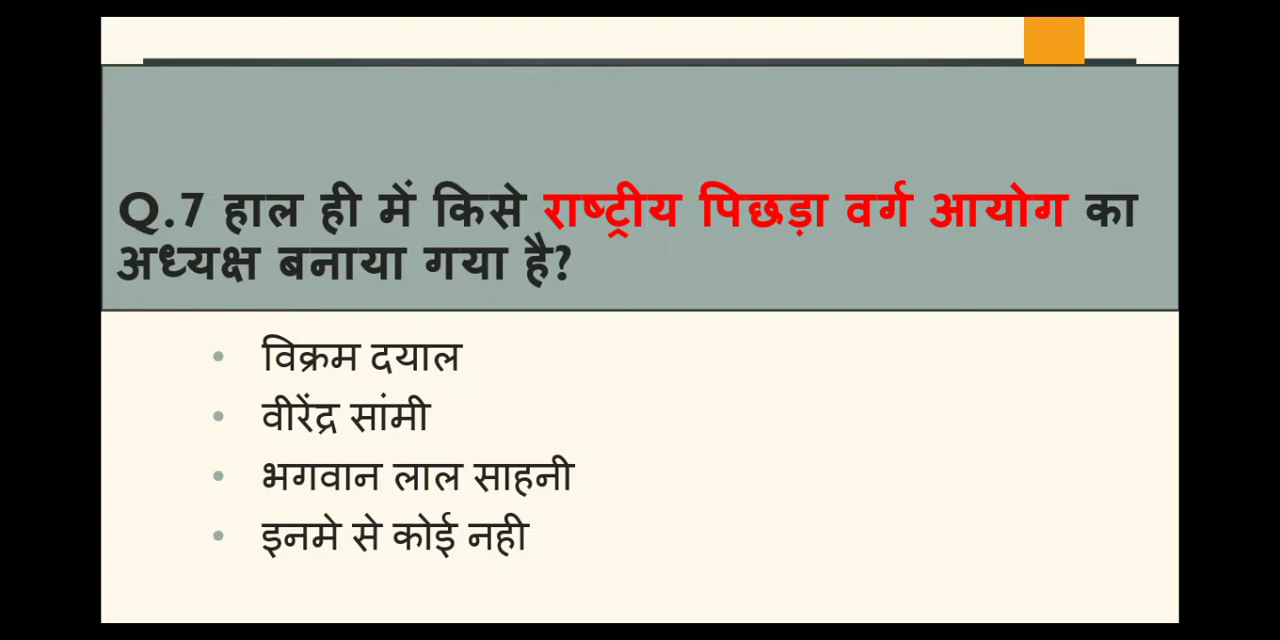 Q.7 हाल ही में किसे राष्ट्रीय पिछड़ा वर्ग आयोग का
अध्यक्ष बनाया गया है?
• विक्रम दयाल
• वीरेंद्र सांमी
• भगवान लाल साहनी
• इनमे से कोई नही